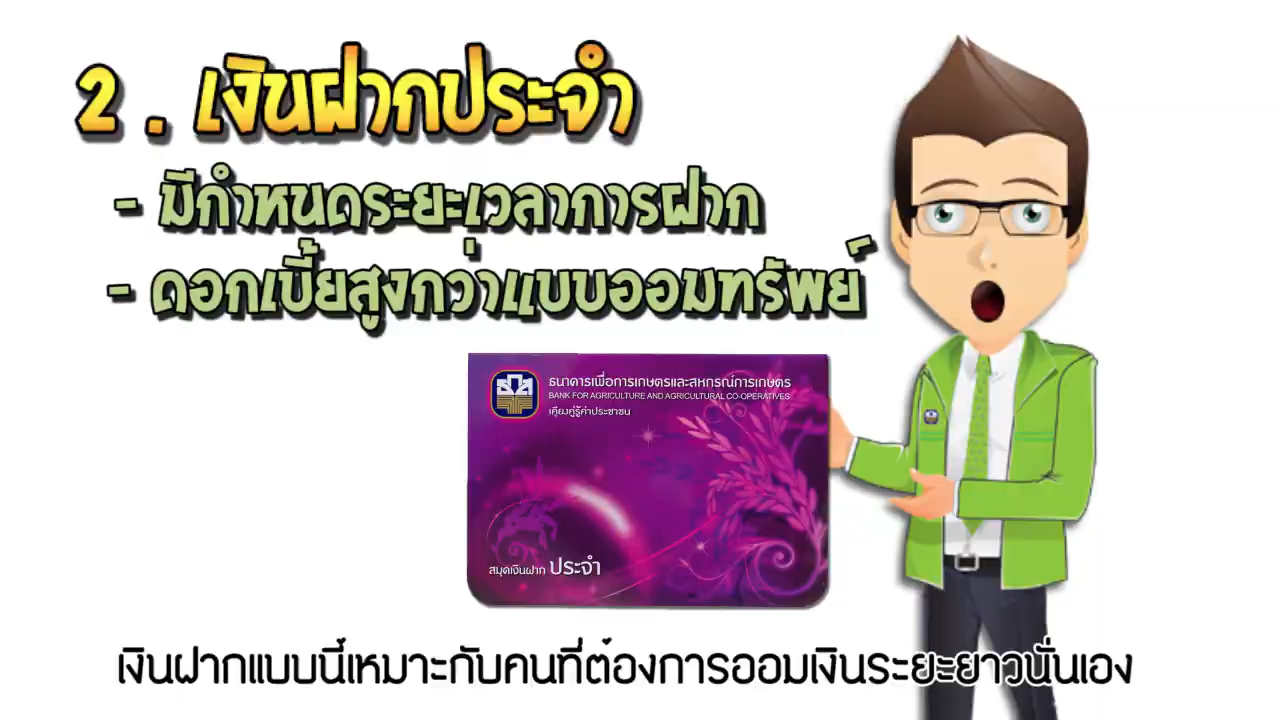 2 . เงินฝากประจำ
- มีกำหนดระยะเวลาการฝาก
- ดอกเบี้ยสูงกว่าแบบออมทรัพย์
ธนาคารเพื่อการเกษตรและสหกรณ์การเกษตร
BANK FOR AGRICULTURE AND AGRICULTURAL CO-OPERATIVES
เคียงคู่รู้ค่าประชาชน
สมุดเงินฝาก ประจำ
เงินฝากแบบนี้เหมาะกับคนที่ต้องการออมเงินระยะยาวนั่นเอง